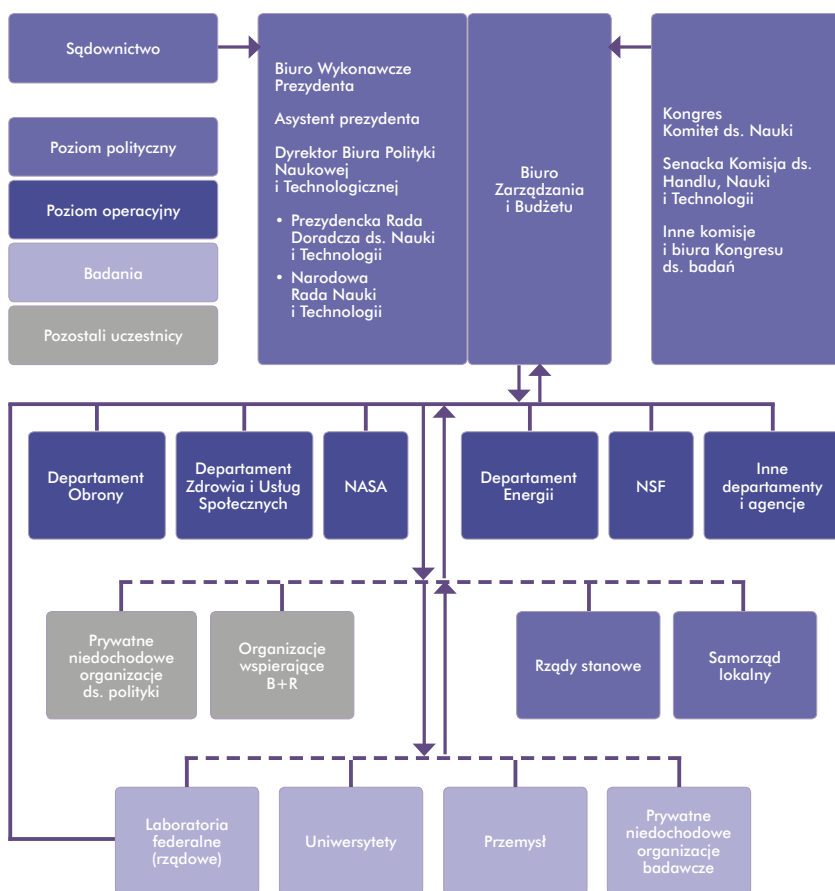 Sądownictwo
Poziom polityczny
Poziom operacyjny
Badania
Pozostali uczestnicy
Biuro Wykonawcze
Prezydenta
Asystent prezydenta
Dyrektor Biura Polityki
Naukowej
i Technologicznej
• Prezydencka Rada
Doradcza ds. Nauki
i Technologii
• Narodowa
Rada Nauki
i Technologii
Biuro
Zarządzania
i Budżetu
Kongres
Komitet ds. Nauki
Senacka Komisja ds.
Handlu, Nauki
i Technologii
Inne komisje
i biura Kongresu
ds. badań
Departament
Obrony
Departament
Zdrowia i Usług
Społecznych
NASA
Departament
Energii
NSF
Inne
departamenty
i agencje
Prywatne
niedochodowe
organizacje
ds. polityki
Organizacje
wspierające
B+R
Rządy stanowe
Samorząd
lokalny
Laboratoria
federalne
(rządowe)
Uniwersytety
Przemysł
Prywatne
niedochodowe
organizacje
badawcze